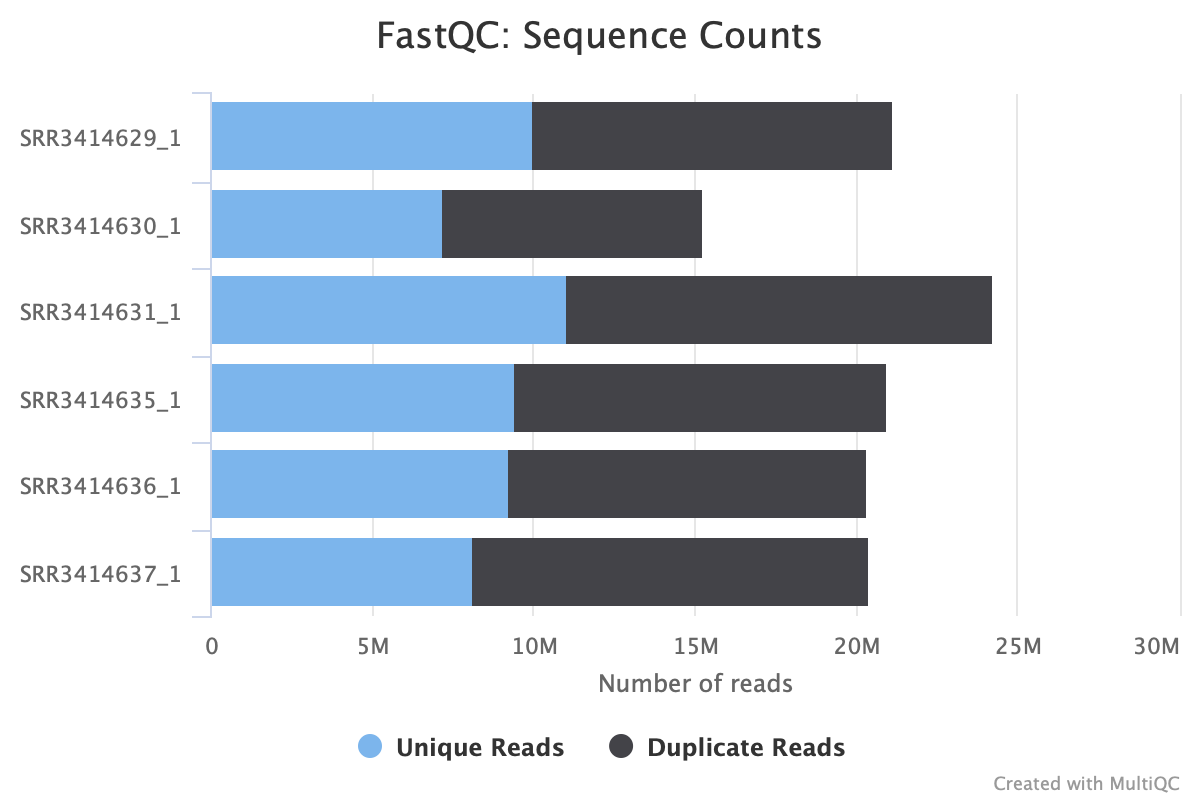 FastQC: Sequence Counts
SRR3414629_1
SRR3414630_1
SRR3414631_1
SRR3414635_1
SRR3414636_1
SRR3414637_1
0 5M 10M 15M 20M 25M 30M
Number of reads
Unique Reads Duplicate Reads
Created with MultiQC